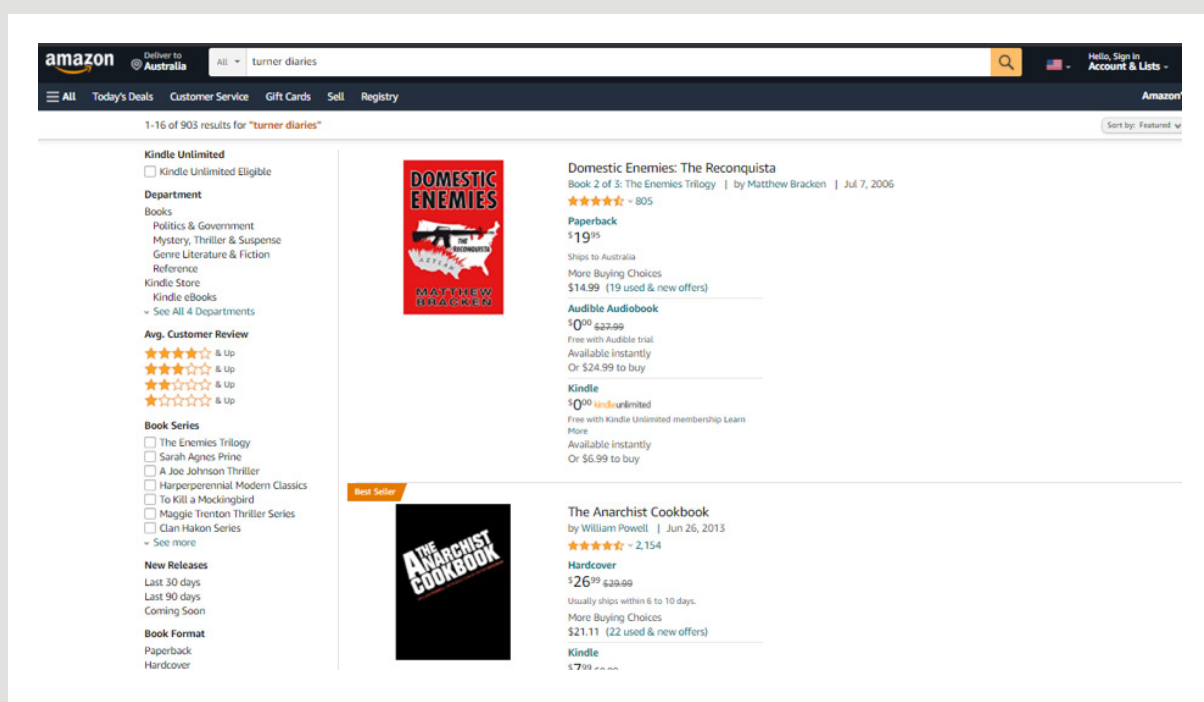 amazon
Deliver to
Australia
All
turner diaries
Hello, Sign in
Account & Lists
All Today's Deals Customer Service Gift Cards Sell Registry
Amazon'
1-16 of 903 results for "turner diaries"
Sort by: Featured
Kindle Unlimited
Kindle Unlimited Eligible
Department
Books
Politics & Government
Mystery, Thriller & Suspense
Genre Literature & Fiction
Reference
Kindle Store
Kindle eBooks
See All 4 Departments
Avg. Customer Review
& Up
& Up
& Up
& Up
Book Series
The Enemies Trilogy
Sarah Agnes Prine
A Joe Johnson Thriller
Harperperennial Modern Classics
To Kill a Mockingbird
Maggie Trenton Thriller Series
Clan Hakon Series
See more
New Releases
Last 30 days
Last 90 days
Coming Soon
Book Format
Paperback
Hardcover
DOMESTIC
ENEMIES
THE
RECONQUISTA
AZTLAN
MATTHEW
BRACKEN
Domestic Enemies: The Reconquista
Book 2 of 3: The Enemies Trilogy | by Matthew Bracken | Jul 7, 2006
805
Paperback
$1995
Ships to Australia
More Buying Choices
$14.99 (19 used & new offers)
Audible Audiobook
$000 $27.99
Free with Audible trial
Available instantly
Or $24.99 to buy
Kindle
$000 kindleunlimited
Free with Kindle Unlimited membership Learn
More
Available instantly
Or $6.99 to buy
Best Seller
THE
ANARCHIST
COOKBOOK
The Anarchist Cookbook
by William Powell | Jun 26, 2013
2,154
Hardcover
$2699 $29.99
Usually ships within 6 to 10 days.
More Buying Choices
$21.11 (22 used & new offers)
Kindle
$799